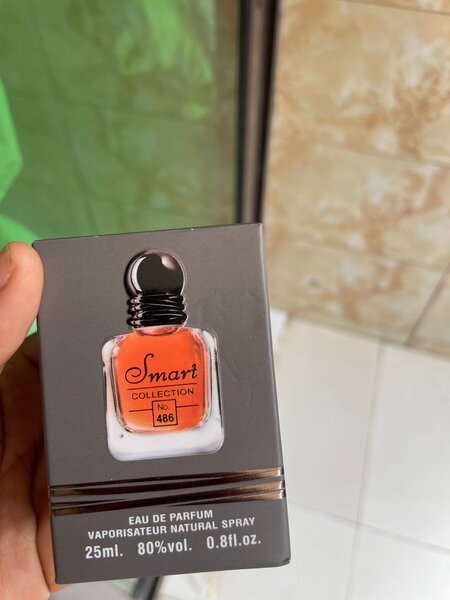 Smart
COLLECTION
No.
486
EAU DE PARFUM
VAPORISATEUR NATURAL SPRAY
25ml. 80%vol. 0.8fl.oz.